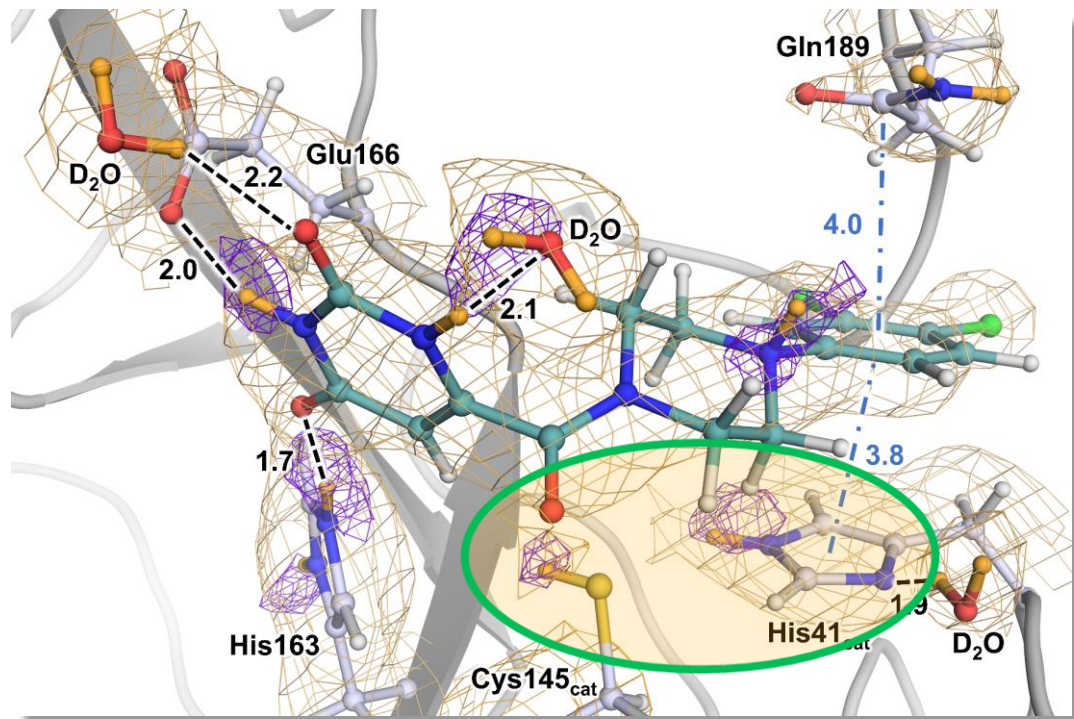 Gln189
D₂O
Glu166
2.2
D₂O
4.0
2.0
2.1
1.7
3.8
1.9
His163
His41cat
D₂O
Cys145cat